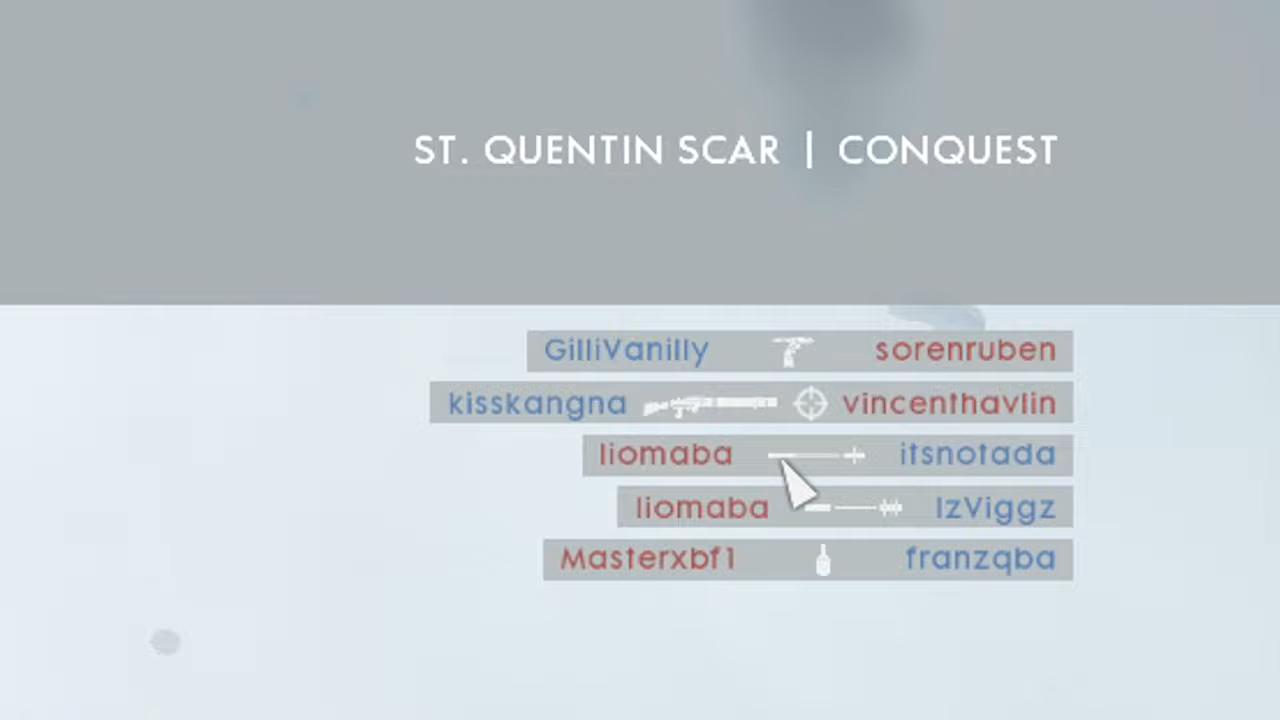 ST. QUENTIN SCAR | CONQUEST
GilliVanilly sorenruben
kisskangna vincenthavlin
liomaba itsnotada
liomaba IzViggz
Masterxbf1 franzqba